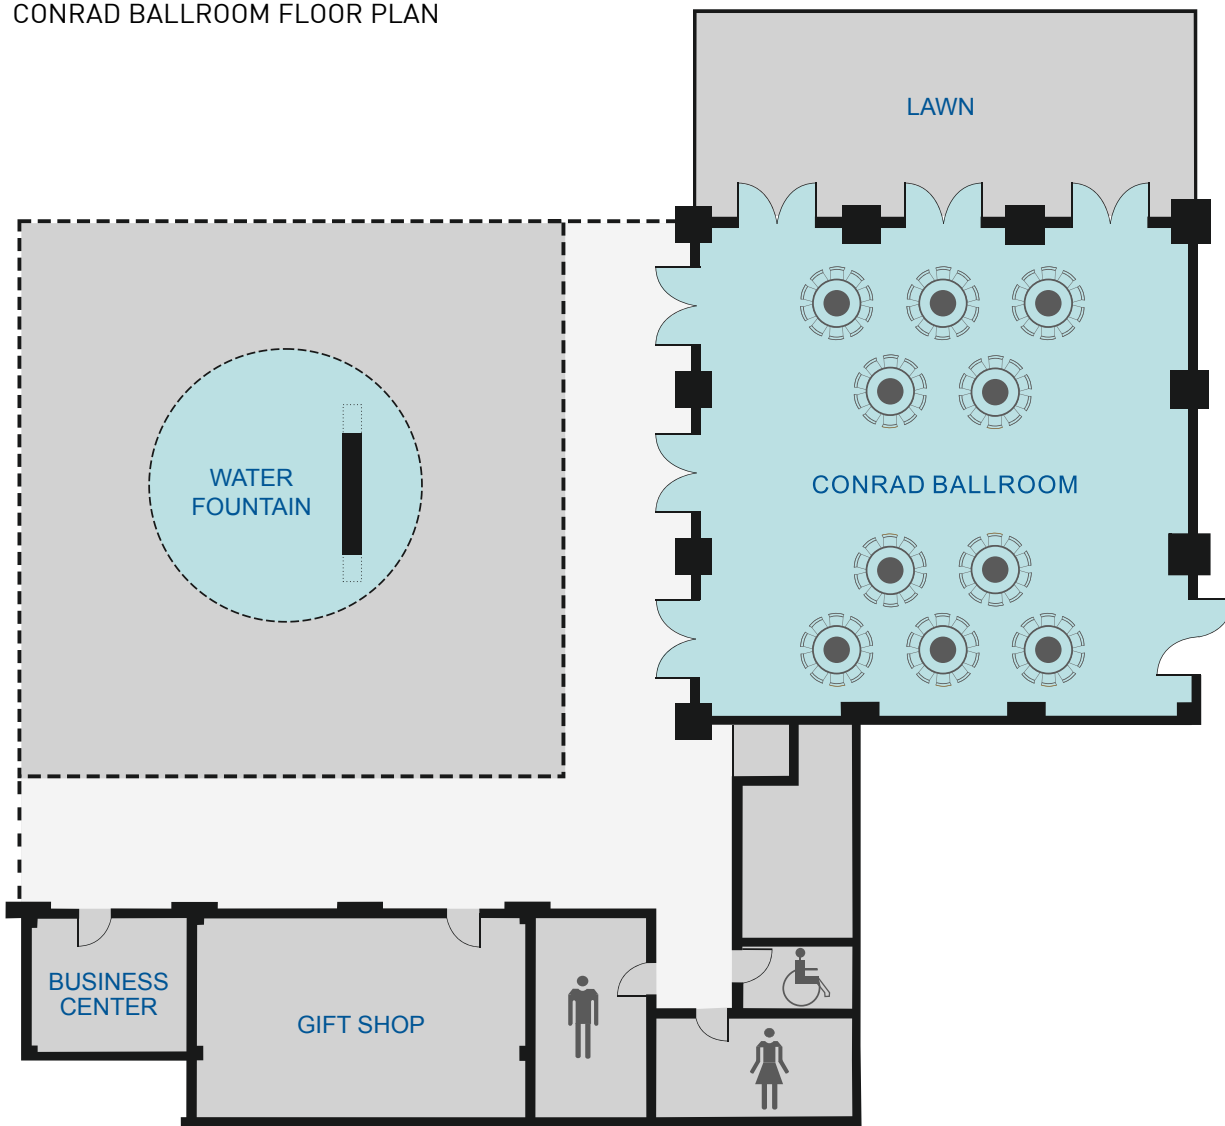 CONRAD BALLROOM FLOOR PLAN
LAWN
WATER
FOUNTAIN
CONRAD BALLROOM
BUSINESS
CENTER
GIFT SHOP